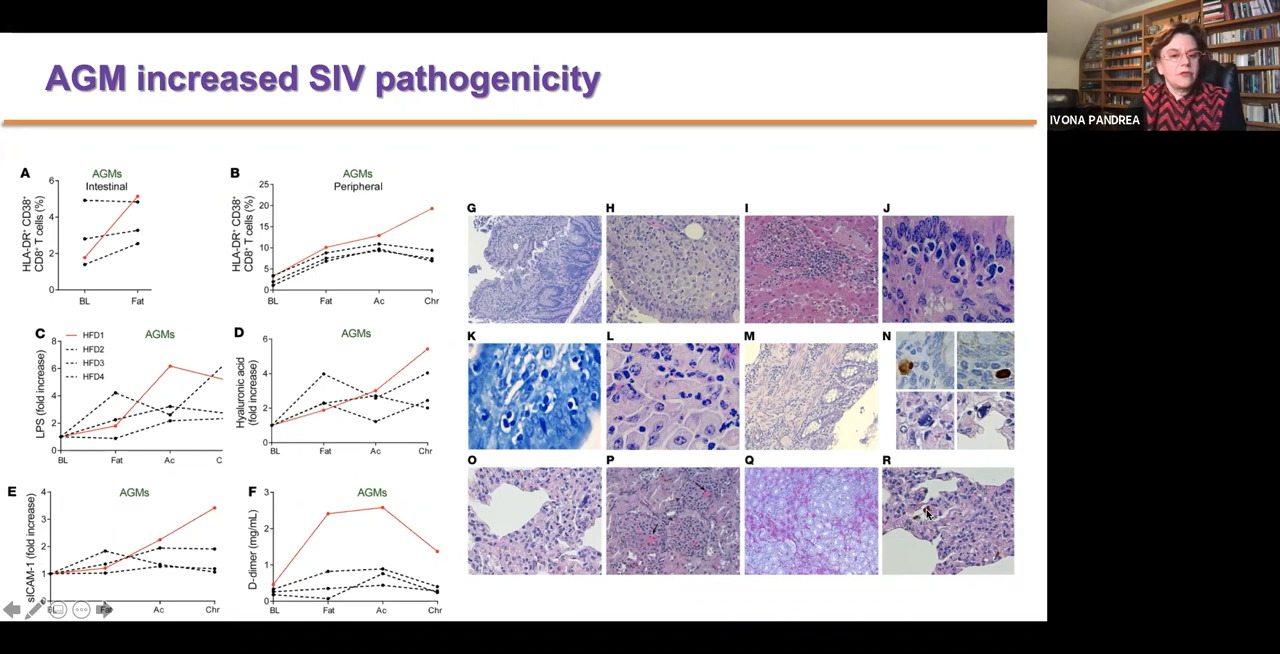 AGM increased SIV pathogenicity
IVONA PANDREA
A
AGMs
Intestinal
HLA-DR⁺ CD38⁺
CD8⁺ T cells (%)
6
4
2
0
BL
Fat
B
AGMs
Peripheral
HLA-DR⁺ CD38⁺
CD8⁺ T cells (%)
25
20
15
10
5
0
BL
Fat
Ac
Chr
C
HFD1
HFD2
HFD3
HFD4
AGMs
LPS (fold increase)
8
6
4
2
0
BL
Fat
Ac
C
D
AGMs
Hyaluronic acid
(fold increase)
6
4
2
0
BL
Fat
Ac
Chr
E
AGMs
sICAM-1 (fold increase)
4
3
2
1
0
BL
Fat
Ac
Chr
F
AGMs
D-dimer (mg/mL)
3
2
1
0
BL
Fat
Ac
Chr
G
H
I
J
K
L
M
N
O
P
Q
R